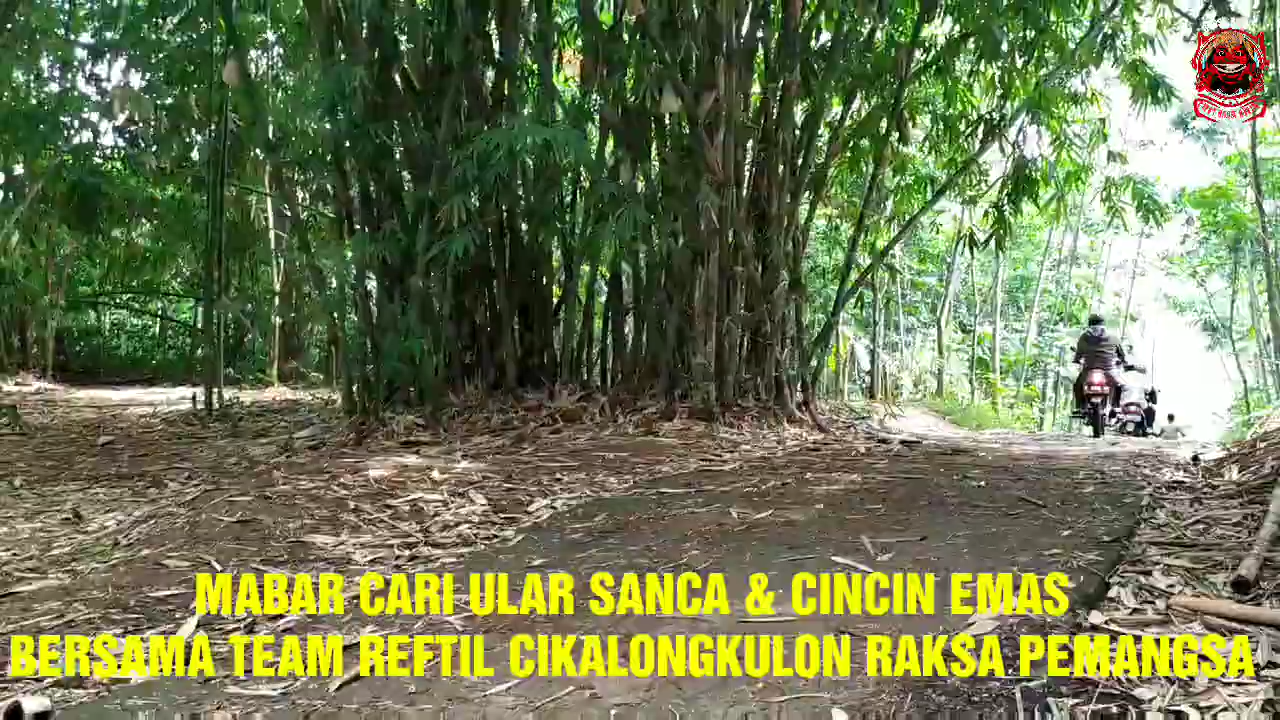 MABAR CARI ULAR SANCA & CINCIN EMAS
BERSAMA TEAM REFTIL CIKALONGKULON RAKSA PEMANGSA